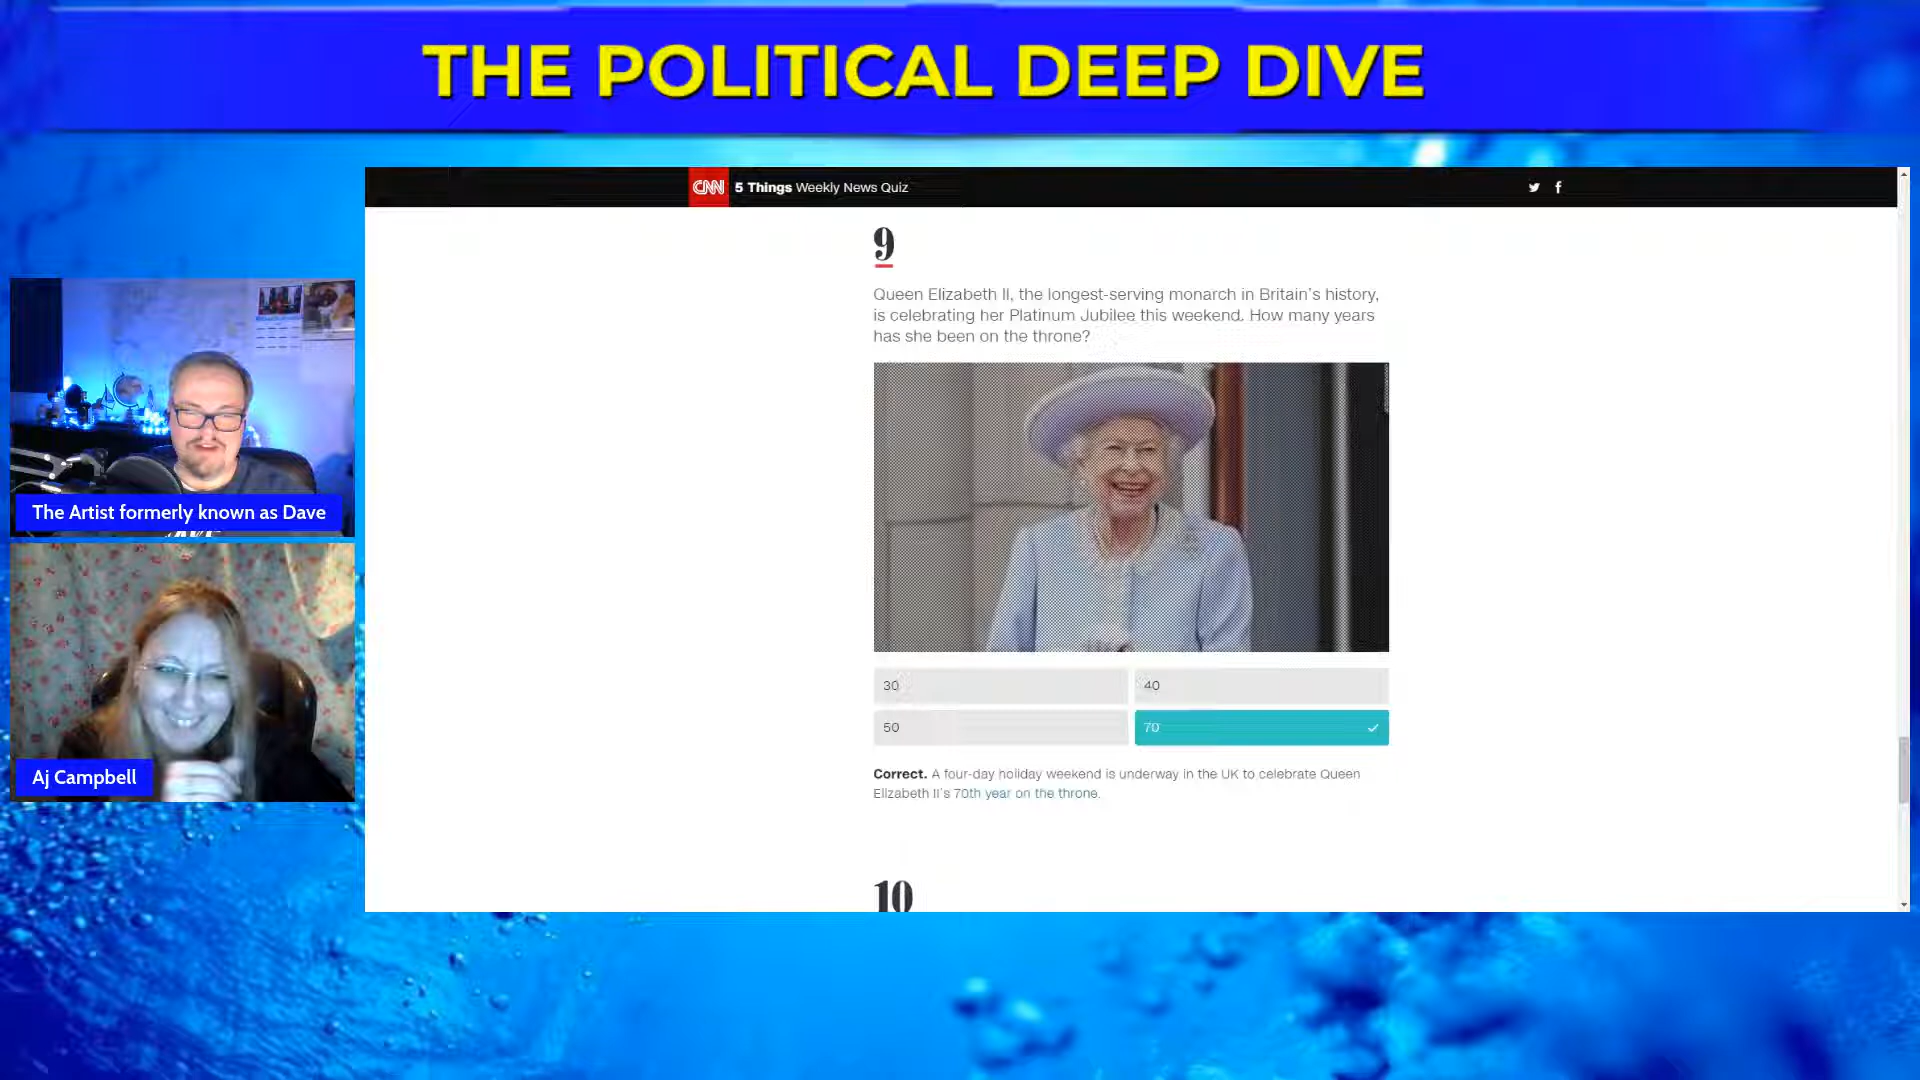 THE POLITICAL DEEP DIVE
CNN 5 Things Weekly News Quiz
9
Queen Elizabeth II, the longest-serving monarch in Britain's history,
is celebrating her Platinum Jubilee this weekend. How many years
has she been on the throne?
30
40
50
70
Correct. A four-day holiday weekend is underway in the UK to celebrate Queen
Elizabeth II's 70th year on the throne.
10
The Artist formerly known as Dave
Aj Campbell